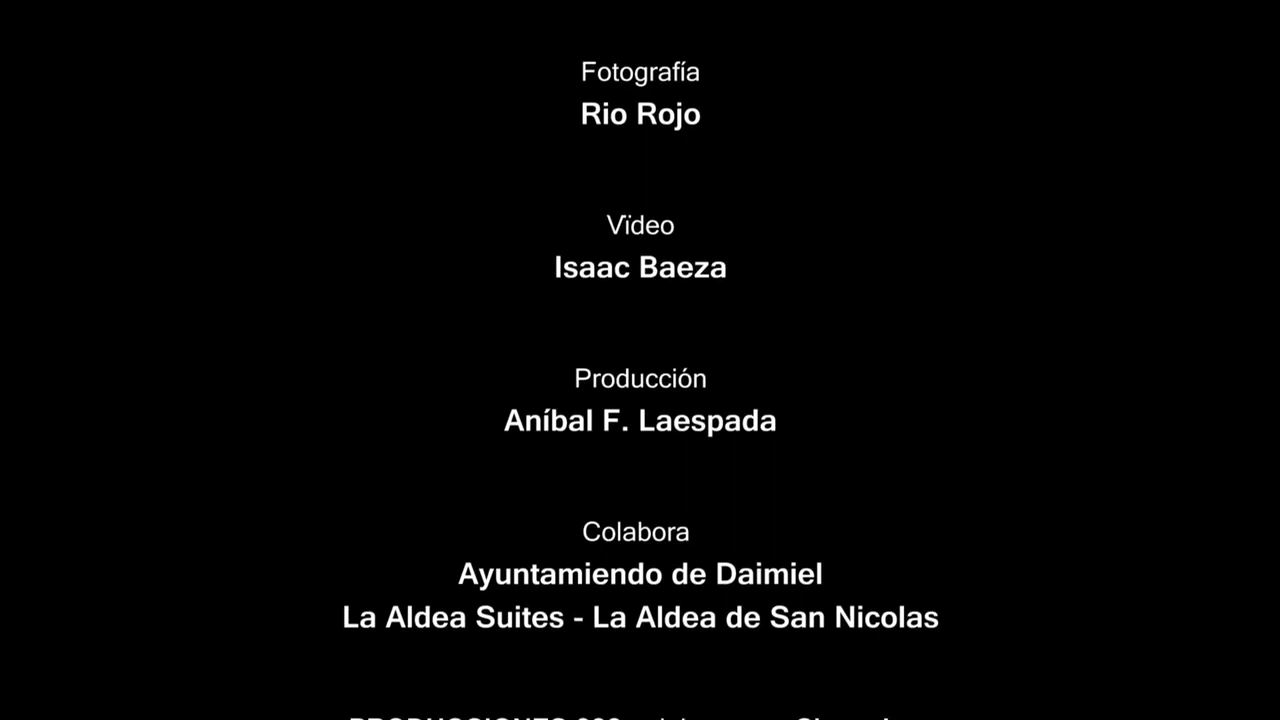 Fotografía
Rio Rojo
Vïdeo
Isaac Baeza
Producción
Aníbal F. Laespada
Colabora
Ayuntamiendo de Daimiel
La Aldea Suites - La Aldea de San Nicolas